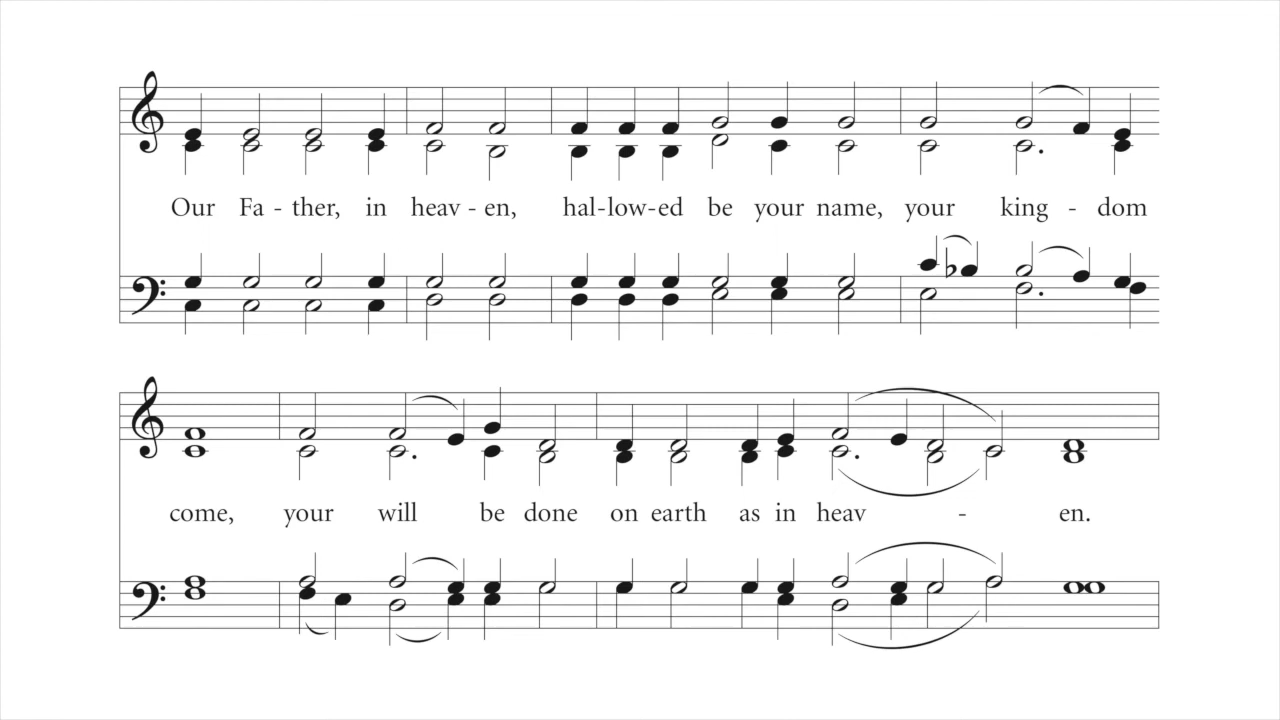 Our Fa - ther, in heav - en, hal-low-ed be your name, your king - dom
come, your will be done on earth as in heav - en.